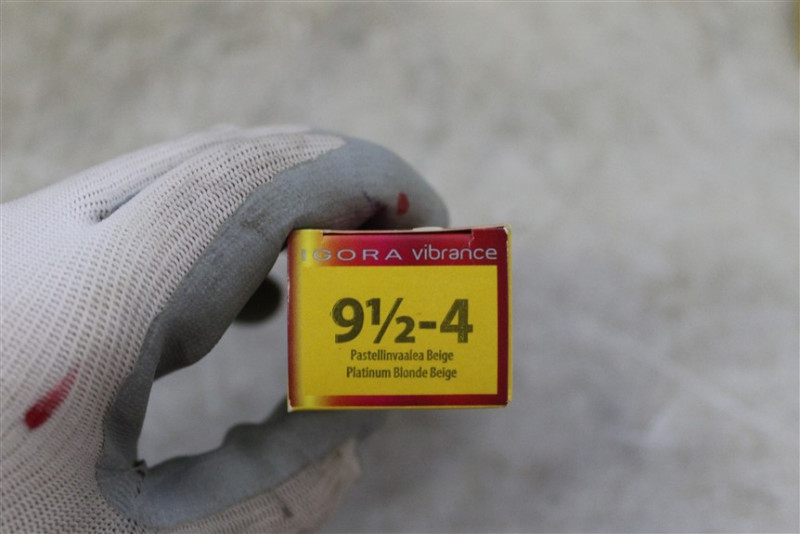 IGORA vibrance
9½-4
Pastellinvaalea Beige
Platinum Blonde Beige